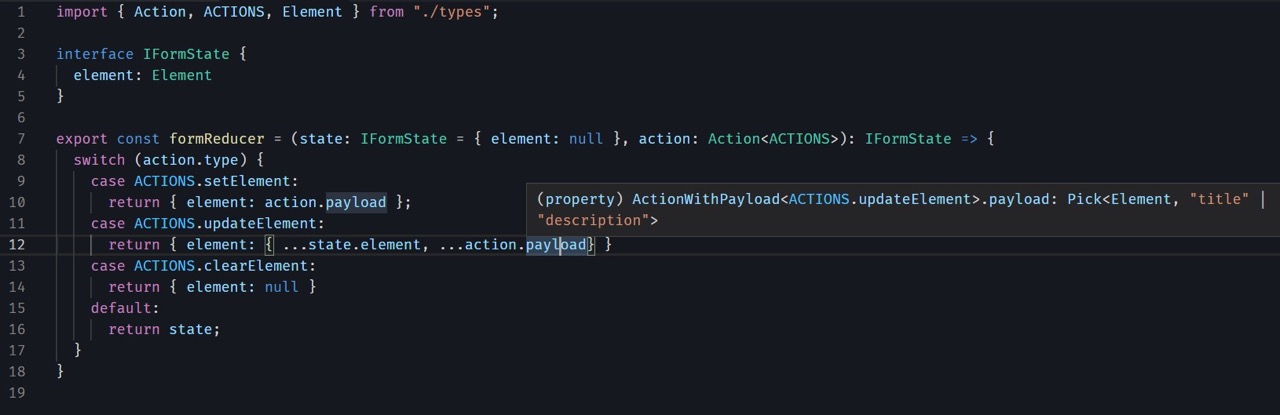 1 import { Action, ACTIONS, Element } from "./types";
2
3 interface IFormState {
4 element: Element
5 }
6
7 export const formReducer = (state: IFormState = { element: null }, action: Action<ACTIONS>): IFormState => {
8 switch (action.type) {
9 case ACTIONS.setElement:
10 return { element: action.payload };
(property) ActionWithPayload<ACTIONS.updateElement>.payload: Pick<Element, "title" |
"description">
11 case ACTIONS.updateElement:
12 return { element: { ...state.element, ...action.payload} }
13 case ACTIONS.clearElement:
14 return { element: null }
15 default:
16 return state;
17 }
18 }
19